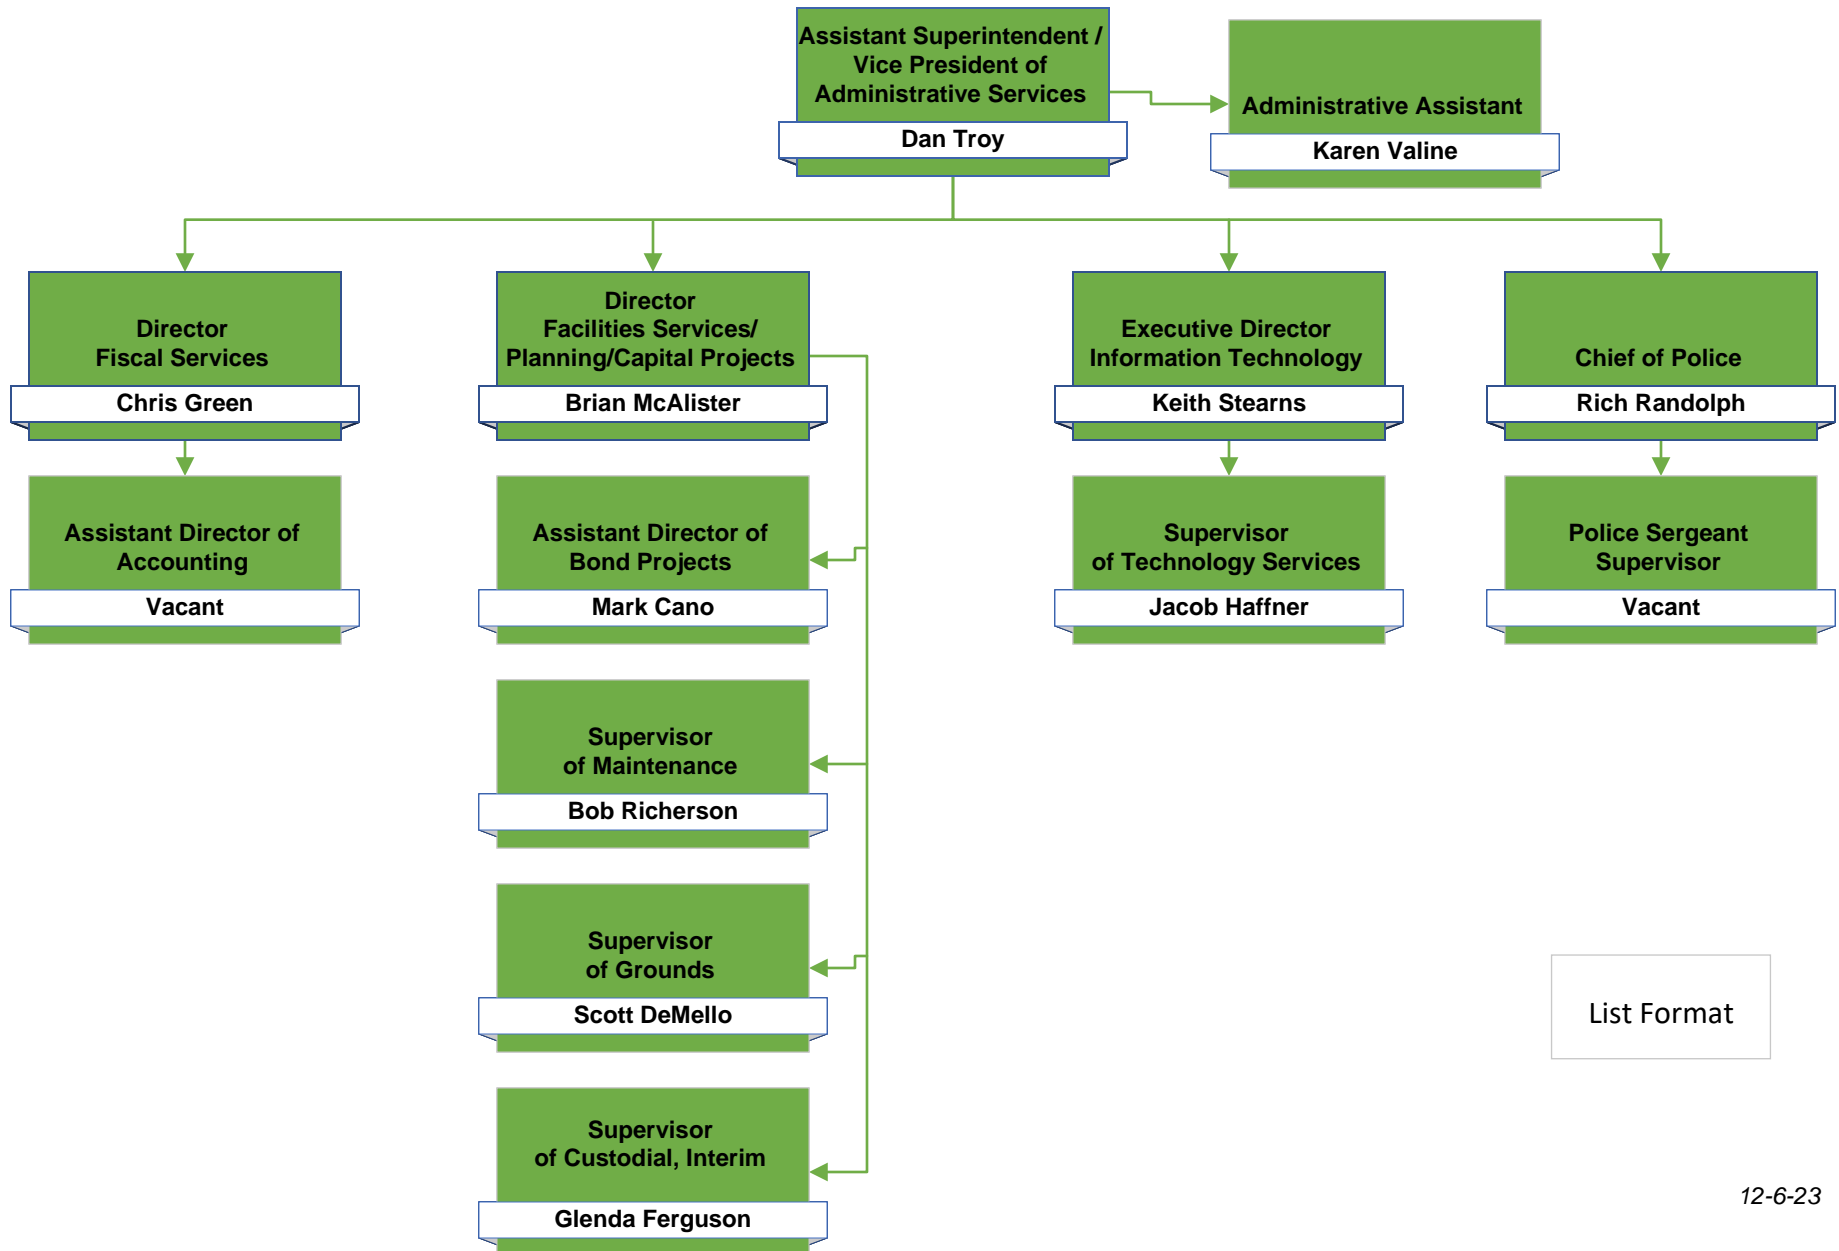 Assistant Superintendent /
Vice President of
Administrative Services
Dan Troy
Administrative Assistant
Karen Valine
Director
Fiscal Services
Chris Green
Director
Facilities Services/
Planning/Capital Projects
Brian McAlister
Executive Director
Information Technology
Keith Stearns
Chief of Police
Rich Randolph
Assistant Director of
Accounting
Vacant
Assistant Director of
Bond Projects
Mark Cano
Supervisor
of Technology Services
Jacob Haffner
Police Sergeant
Supervisor
Vacant
Supervisor
of Maintenance
Bob Richerson
Supervisor
of Grounds
Scott DeMello
List Format
Supervisor
of Custodial, Interim
Glenda Ferguson
12-6-23